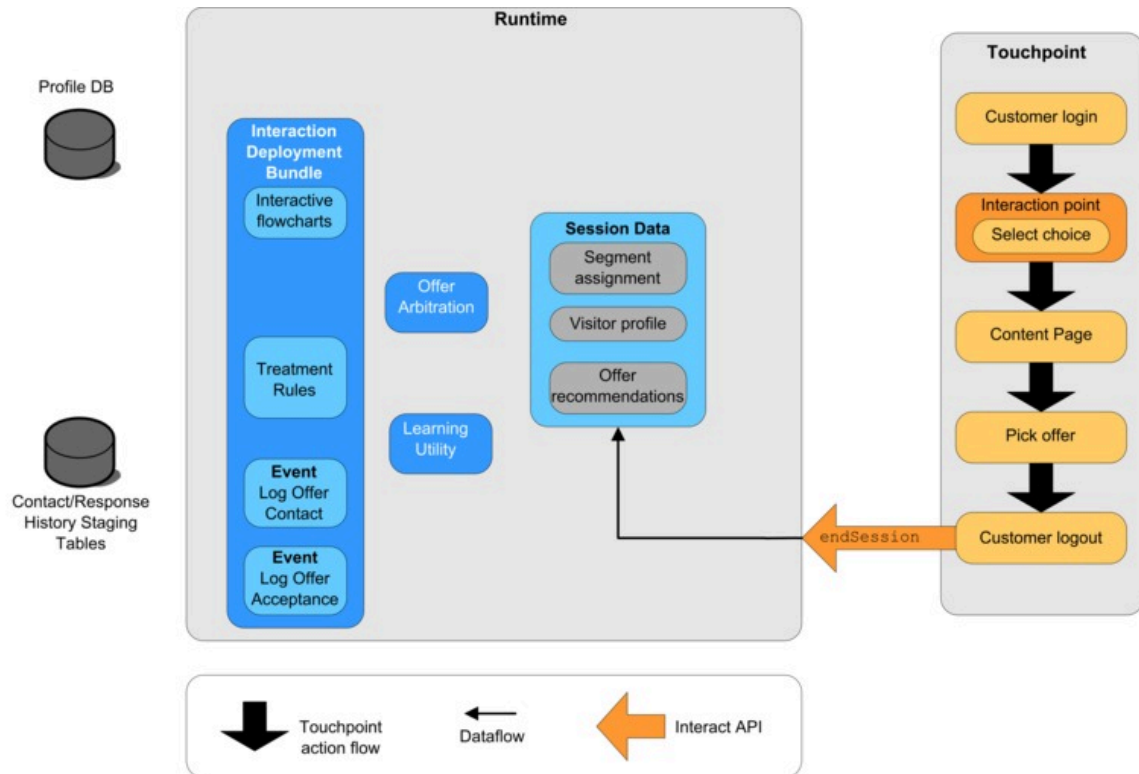 Runtime
Profile DB
Interaction
Deployment
Bundle
Interactive
flowcharts
Treatment
Rules
Event
Log Offer
Contact
Event
Log Offer
Acceptance
Offer
Arbitration
Learning
Utility
Session Data
Segment
assignment
Visitor profile
Offer
recommendations
Contact/Response
History Staging
Tables
endSession
Touchpoint
Customer login
Interaction point
Select choice
Content Page
Pick offer
Customer logout
Touchpoint
action flow
Dataflow
Interact API